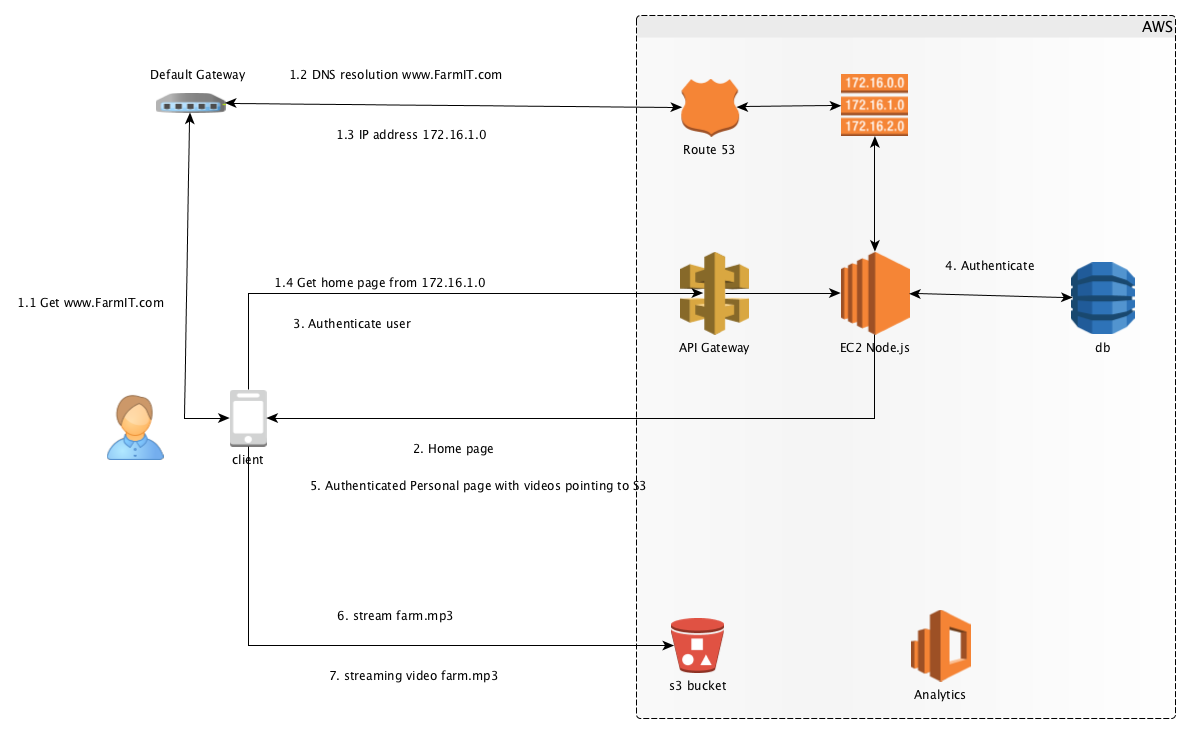 AWS
Default Gateway
1.2 DNS resolution www.FarmIT.com
172.16.0.0
172.16.1.0
172.16.2.0
1.3 IP address 172.16.1.0
Route 53
1.1 Get www.FarmIT.com
1.4 Get home page from 172.16.1.0
4. Authenticate
3. Authenticate user
API Gateway
EC2 Node.js
db
client
2. Home page
5. Authenticated Personal page with videos pointing to S3
6. stream farm.mp3
7. streaming video farm.mp3
s3 bucket
Analytics